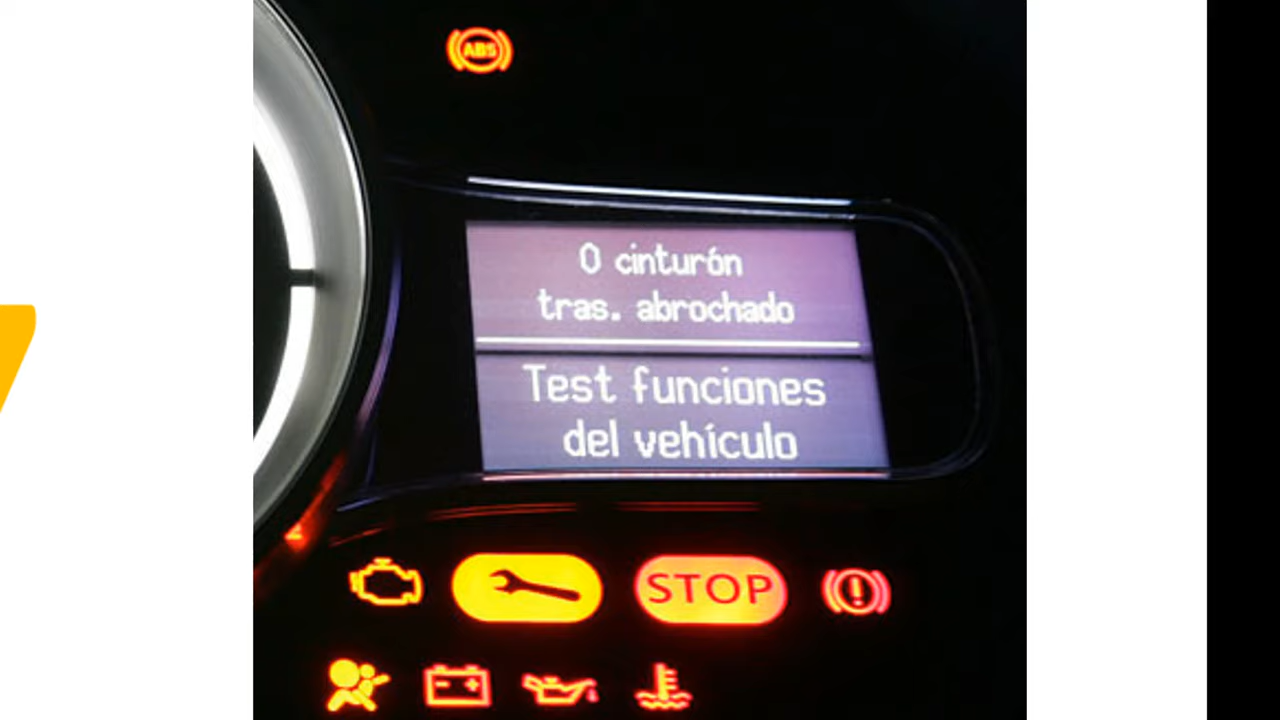 ABS
0 cinturón
tras. abrochado
Test funciones
del vehículo
STOP